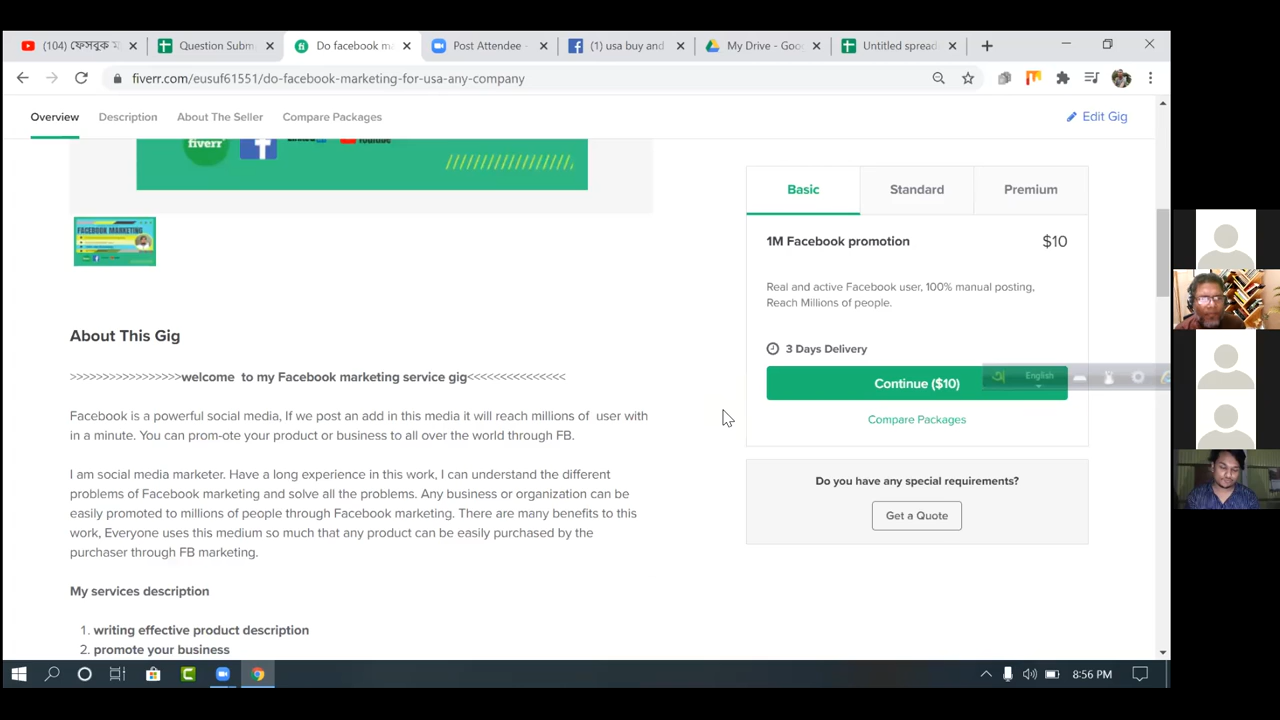 (104) ফেসবুক ম
Question Subm
Do facebook ma
Post Attendee -
(1) usa buy and
My Drive - Goo
Untitled spread
fiverr.com/eusuf61551/do-facebook-marketing-for-usa-any-company
Overview
Description
About The Seller
Compare Packages
Edit Gig
fiverr
Youtube
FACEBOOK MARKETING
Basic
Standard
Premium
1M Facebook promotion
$10
Real and active Facebook user, 100% manual posting,
Reach Millions of people.
3 Days Delivery
Continue ($10)
অ
English
Compare Packages
Do you have any special requirements?
Get a Quote
About This Gig
>>>>>>>>>>>>>>>>>welcome  to my Facebook marketing service gig<<<<<<<<<<<<<<<
Facebook is a powerful social media, If we post an add in this media it will reach millions of  user with
in a minute. You can prom-ote your product or business to all over the world through FB.
I am social media marketer. Have a long experience in this work, I can understand the different
problems of Facebook marketing and solve all the problems. Any business or organization can be
easily promoted to millions of people through Facebook marketing. There are many benefits to this
work, Everyone uses this medium so much that any product can be easily purchased by the
purchaser through FB marketing.
My services description
1. writing effective product description
2. promote your business
8:56 PM